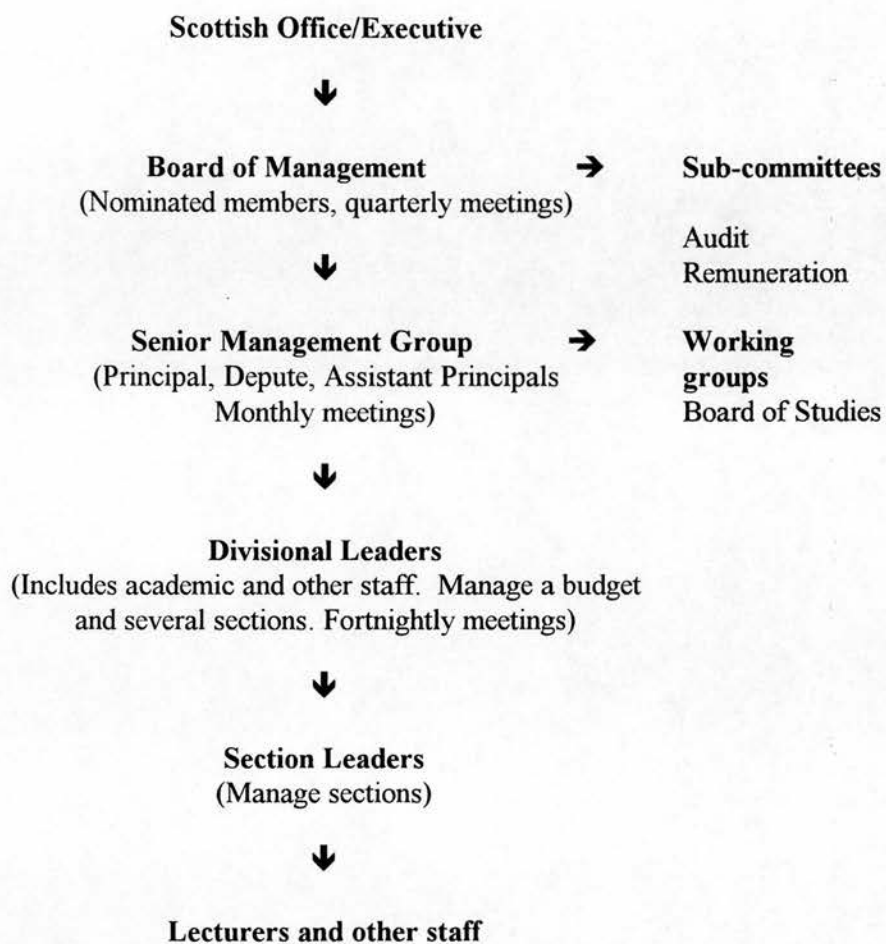 Scottish Office/Executive
Board of Management → Sub-committees
(Nominated members, quarterly meetings)
Audit
Remuneration
Senior Management Group → Working
groups
(Principal, Depute, Assistant Principals
Monthly meetings)
Board of Studies
Divisional Leaders
(Includes academic and other staff. Manage a budget
and several sections. Fortnightly meetings)
Section Leaders
(Manage sections)
Lecturers and other staff